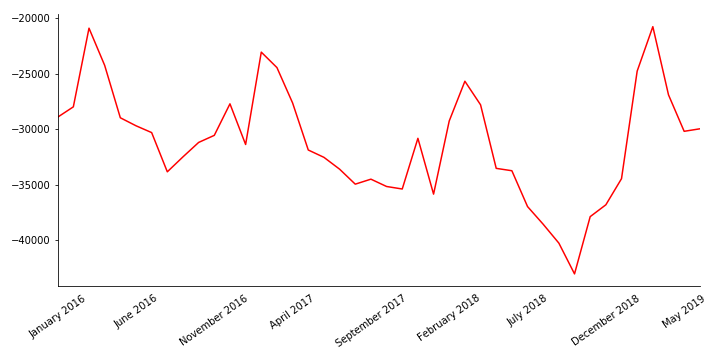 −20000
−25000
−30000
−35000
−40000
January 2016
June 2016
November 2016
April 2017
September 2017
February 2018
July 2018
December 2018
May 2019